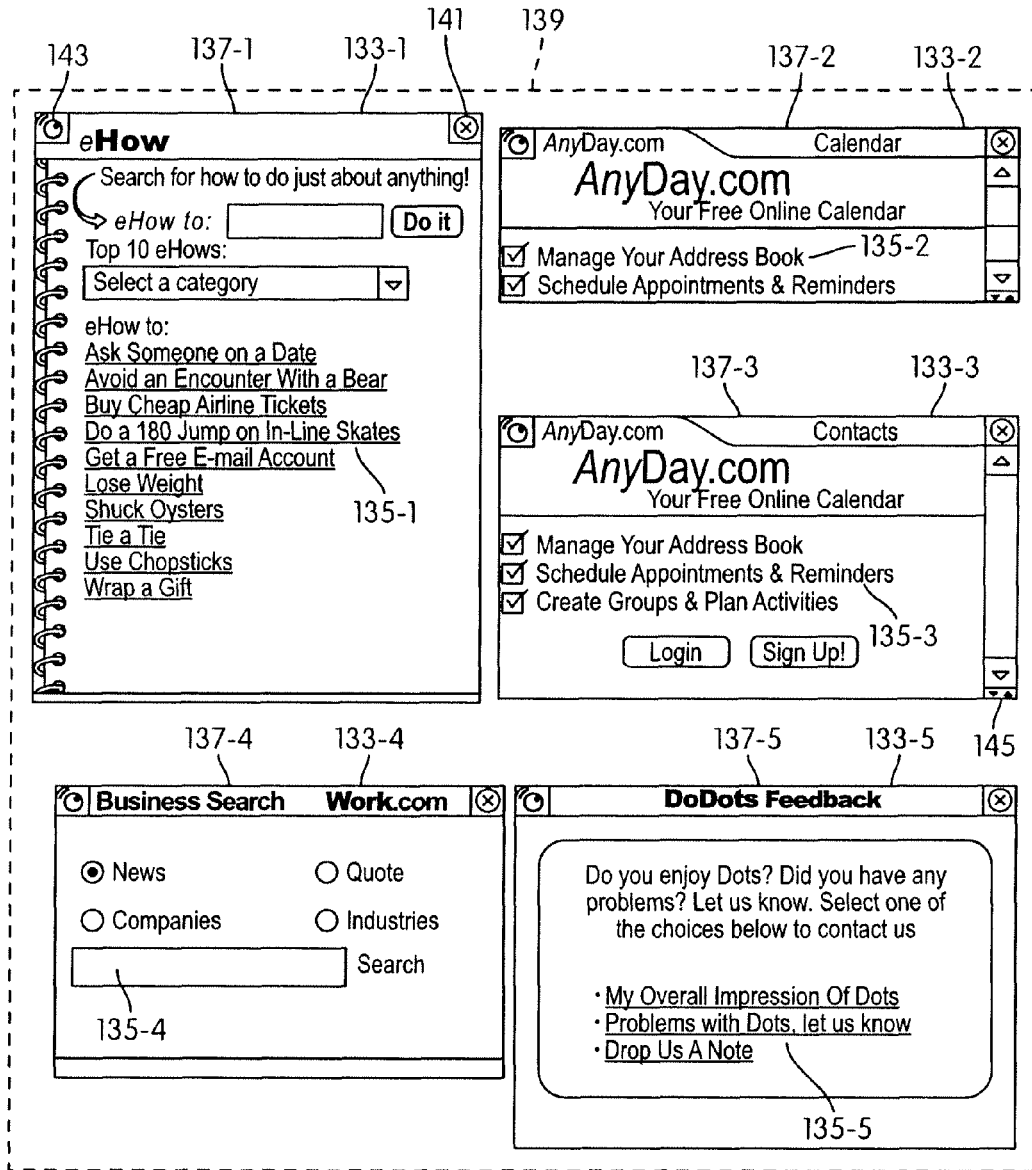 139
143
137-1
133-1
141
137-2
133-2
eHow
Search for how to do just about anything!
eHow to:
Do it
Top 10 eHows:
Select a category
eHow to:
Ask Someone on a Date
Avoid an Encounter With a Bear
Buy Cheap Airline Tickets
Do a 180 Jump on In-Line Skates
Get a Free E-mail Account
Lose Weight
Shuck Oysters
Tie a Tie
Use Chopsticks
Wrap a Gift
135-1
AnyDay.com Calendar
AnyDay.com
Your Free Online Calendar
Manage Your Address Book
135-2
Schedule Appointments & Reminders
137-3
133-3
AnyDay.com Contacts
AnyDay.com
Your Free Online Calendar
Manage Your Address Book
Schedule Appointments & Reminders
Create Groups & Plan Activities
135-3
Login Sign Up!
145
137-4
133-4
Business Search Work.com
News Quote
Companies Industries
Search
135-4
137-5
133-5
DoDots Feedback
Do you enjoy Dots? Did you have any
problems? Let us know. Select one of
the choices below to contact us
· My Overall Impression Of Dots
· Problems with Dots, let us know
· Drop Us A Note
135-5